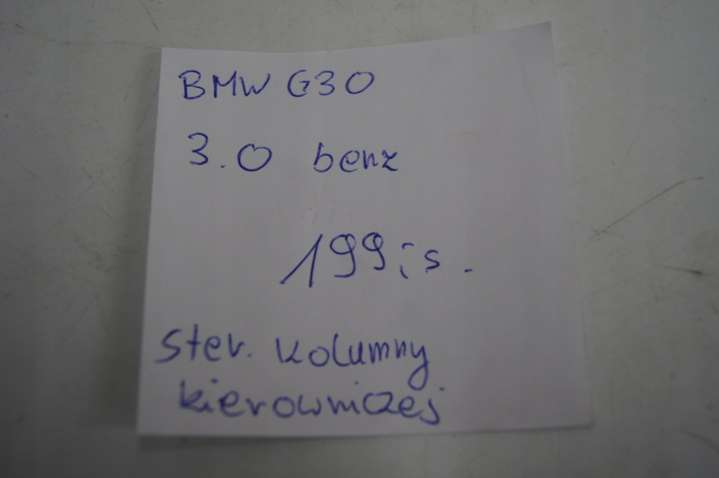 BMW G30
3.0 benz
199;s.
ster. kolumny
kierowniczej